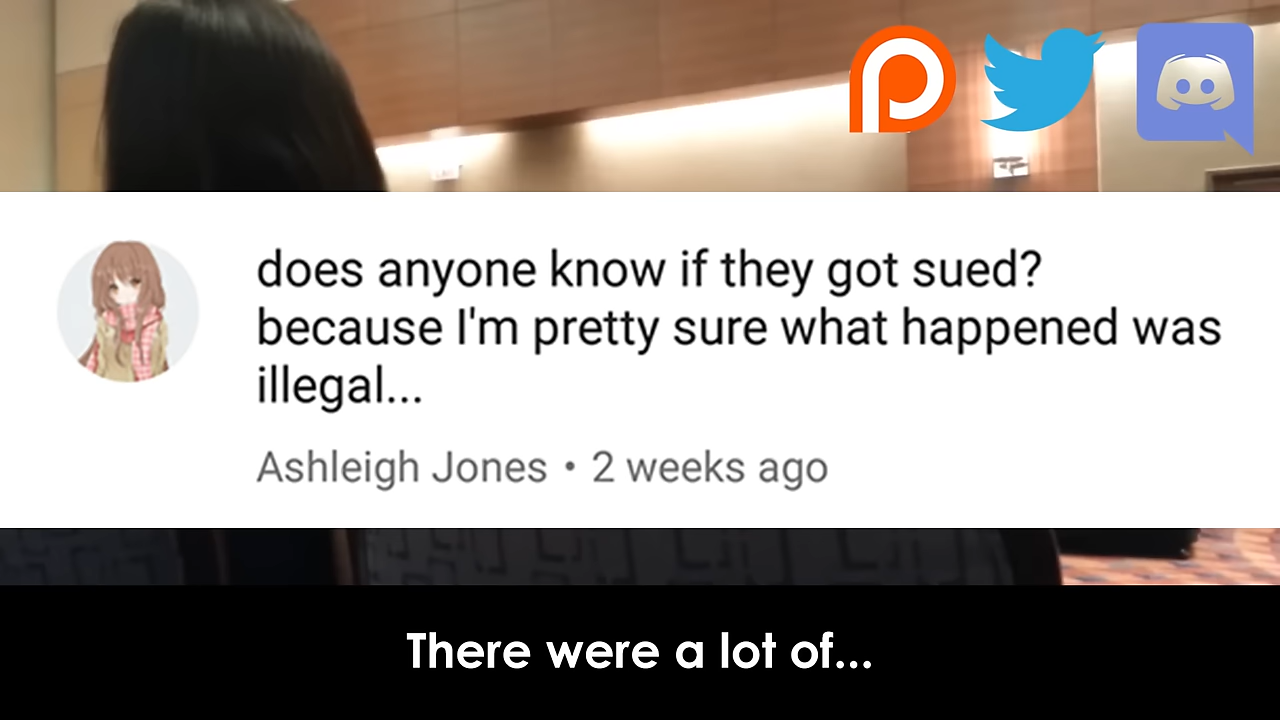 does anyone know if they got sued?
because I'm pretty sure what happened was
illegal...
Ashleigh Jones • 2 weeks ago
There were a lot of...